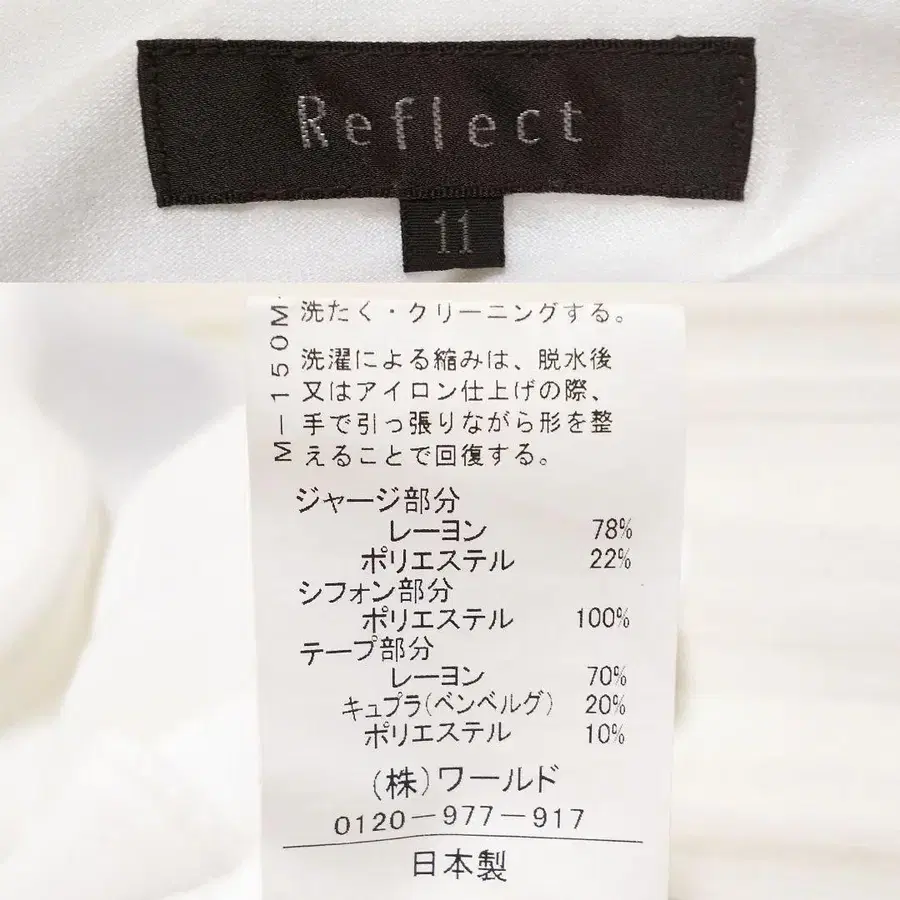 Reflect
11
M-150M
洗たく・クリーニングする。
洗濯による縮みは、脱水後
又はアイロン仕上げの際、
手で引っ張りながら形を整
えることで回復する。
ジャージ部分
レーヨン 78%
ポリエステル 22%
シフォン部分
ポリエステル 100%
テープ部分
レーヨン 70%
キュプラ(ベンベルグ) 20%
ポリエステル 10%
(株)ワールド
0120-977-917
日本製